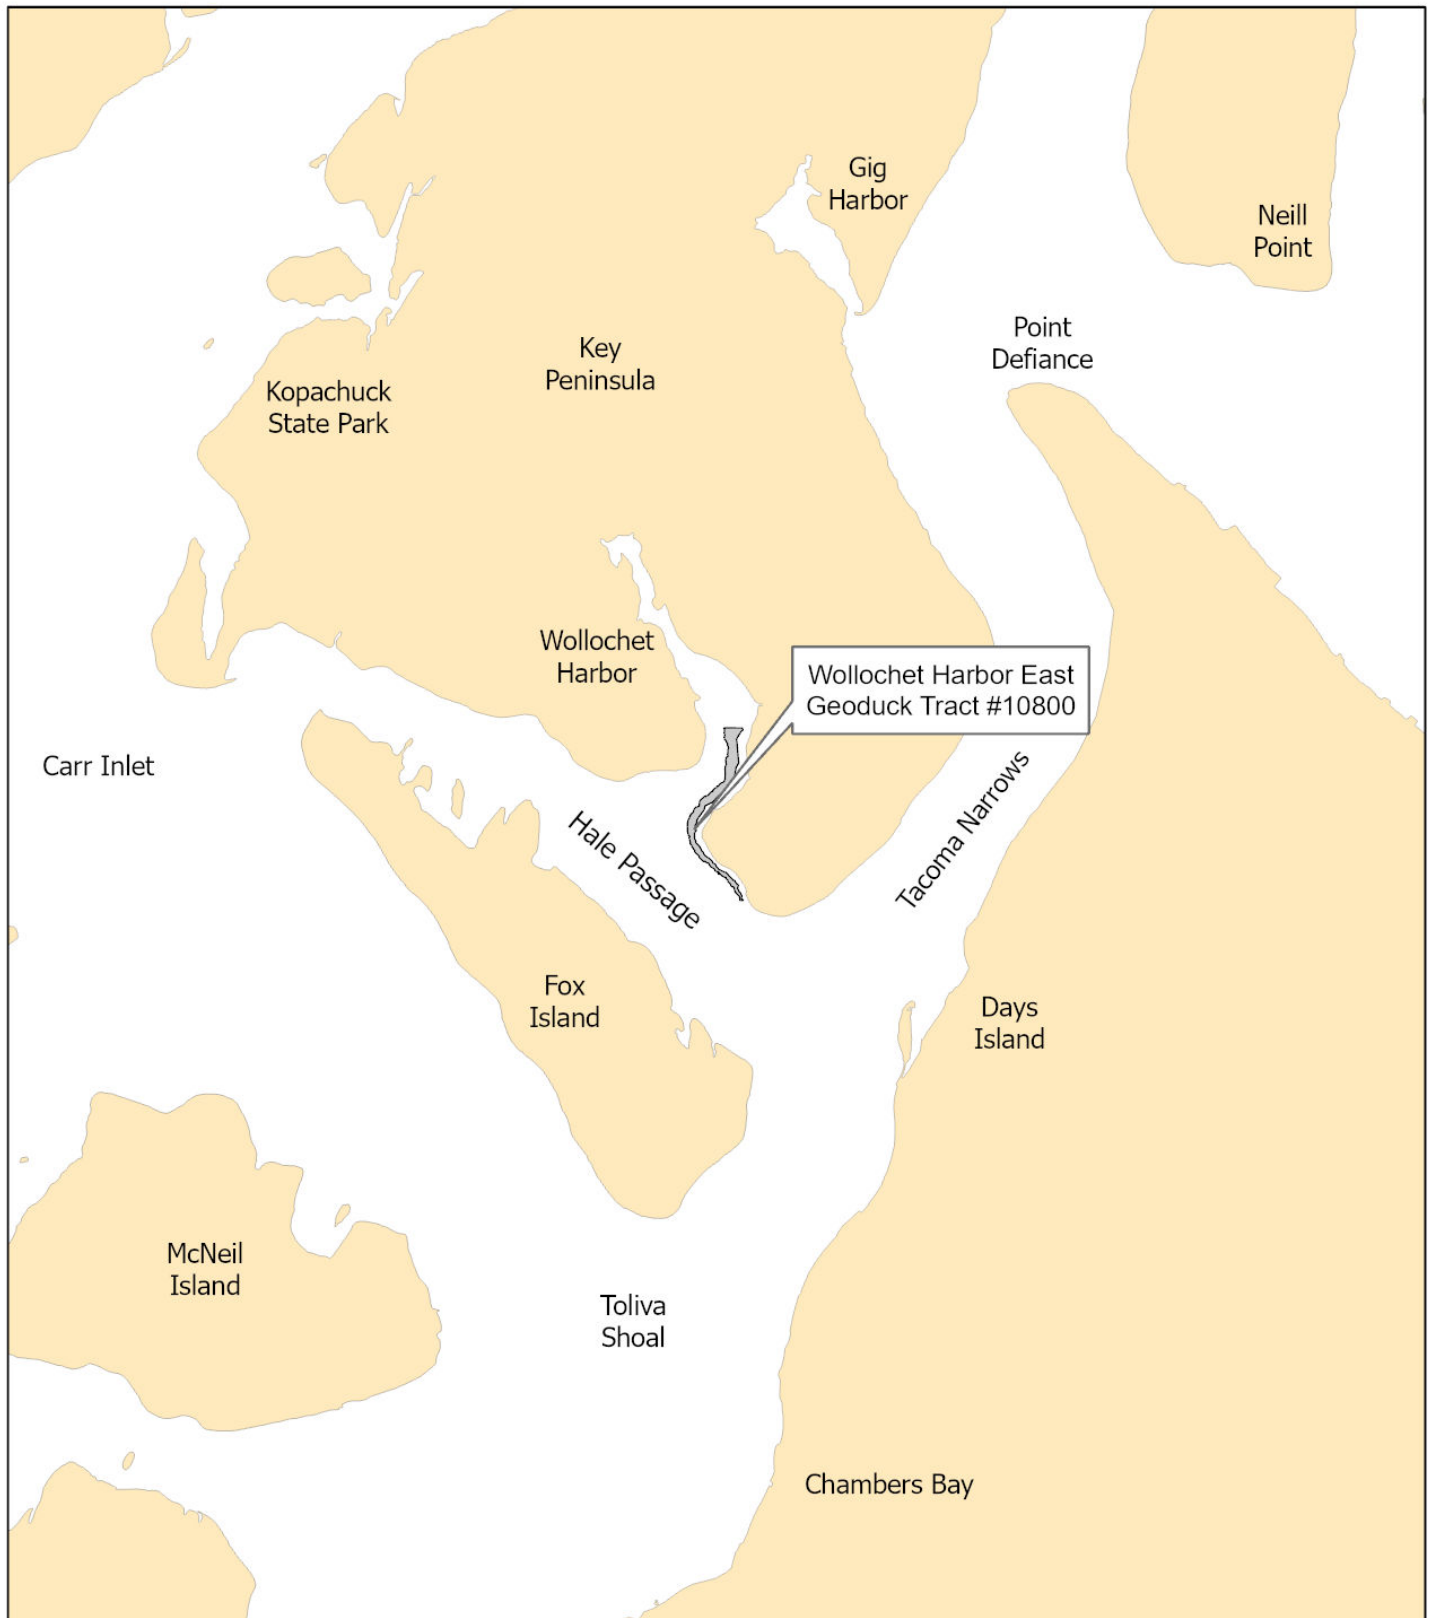 Gig
Harbor
Neill
Point
Point
Defiance
Key
Peninsula
Kopachuck
State Park
Wollochet
Harbor
Wollochet Harbor East
Geoduck Tract #10800
Carr Inlet
Hale Passage
Tacoma Narrows
Fox
Island
Days
Island
McNeil
Island
Toliva
Shoal
Chambers Bay